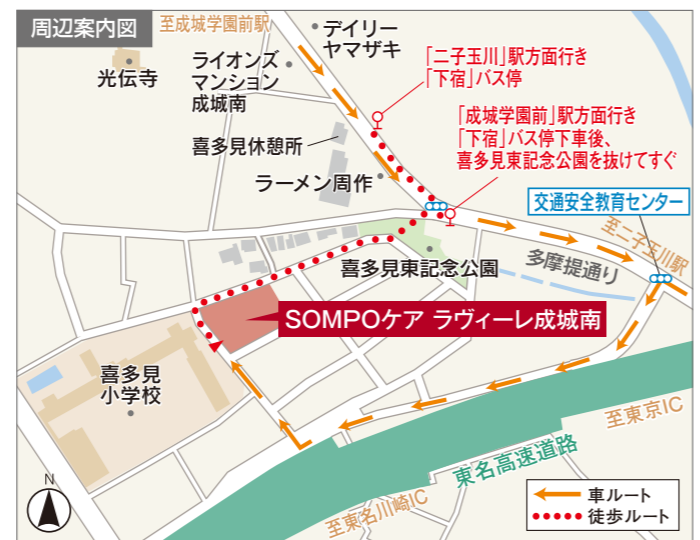 周辺案内図
至成城学園前駅
デイリー
ヤマザキ
光伝寺
ライオンズ
マンション
成城南
「二子玉川」駅方面行き
「下宿」バス停
「成城学園前」駅方面行き
「下宿」バス停下車後、
喜多見東記念公園を抜けてすぐ
喜多見休憩所
ラーメン周作
交通安全教育センター
至二子玉川駅
多摩提通り
喜多見東記念公園
SOMPOケア ラヴィーレ成城南
喜多見
小学校
至東京IC
東名高速道路
至東名川崎IC
N
車ルート
徒歩ルート